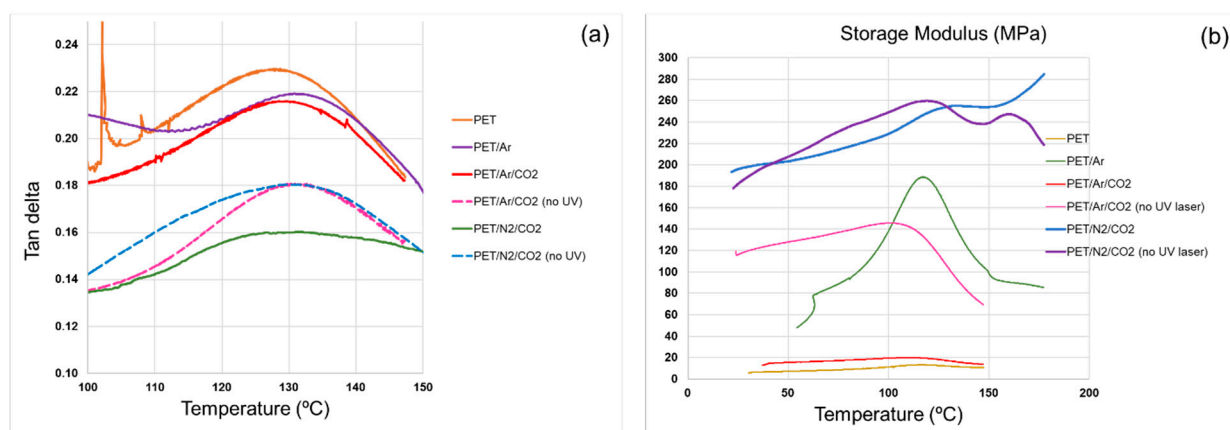 (a)
0.24
0.22
0.20
0.18
0.16
0.14
0.12
0.10
Tan delta
100
110
120
130
140
150
Temperature (ºC)
PET
PET/Ar
PET/Ar/CO2
PET/Ar/CO2 (no UV)
PET/N2/CO2
PET/N2/CO2 (no UV)
Storage Modulus (MPa)
(b)
300
280
260
240
220
200
180
160
140
120
100
80
60
40
20
0
0
50
100
150
200
Temperature (ºC)
PET
PET/Ar
PET/Ar/CO2
PET/Ar/CO2 (no UV laser)
PET/N2/CO2
PET/N2/CO2 (no UV laser)